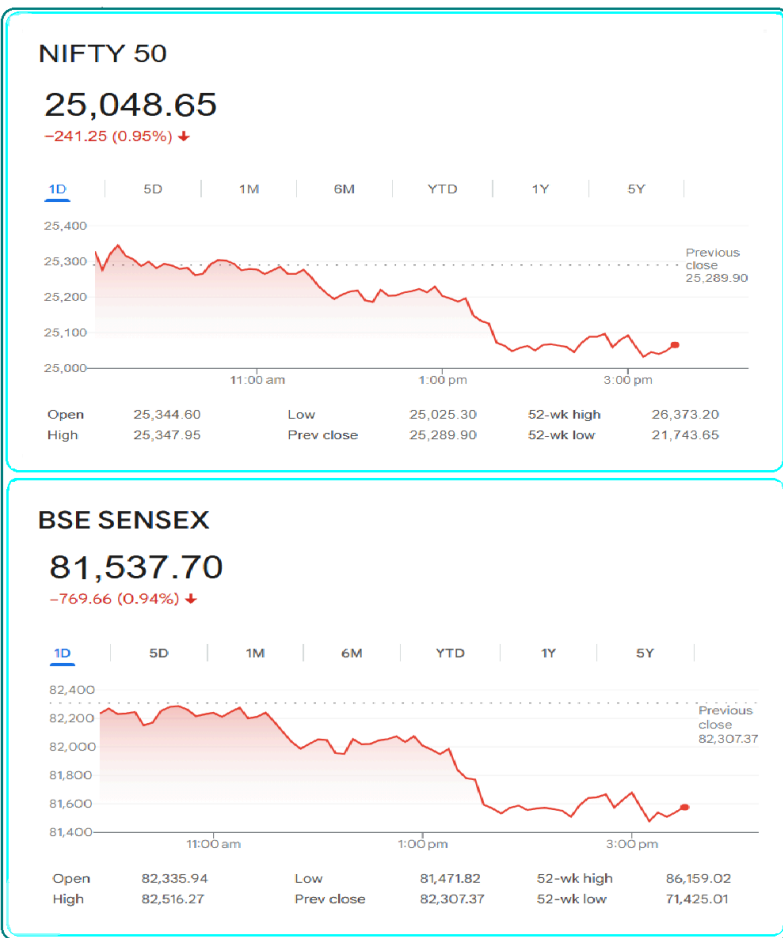 NIFTY 50
25,048.65
−241.25 (0.95%) ↓
1D 5D 1M 6M YTD 1Y 5Y
25,400
25,300
25,200
25,100
25,000
Previous
close
25,289.90
11:00 am 1:00 pm 3:00 pm
Open 25,344.60 Low 25,025.30 52-wk high 26,373.20
High 25,347.95 Prev close 25,289.90 52-wk low 21,743.65
BSE SENSEX
81,537.70
−769.66 (0.94%) ↓
1D 5D 1M 6M YTD 1Y 5Y
82,400
82,200
82,000
81,800
81,600
81,400
Previous
close
82,307.37
11:00 am 1:00 pm 3:00 pm
Open 82,335.94 Low 81,471.82 52-wk high 86,159.02
High 82,516.27 Prev close 82,307.37 52-wk low 71,425.01